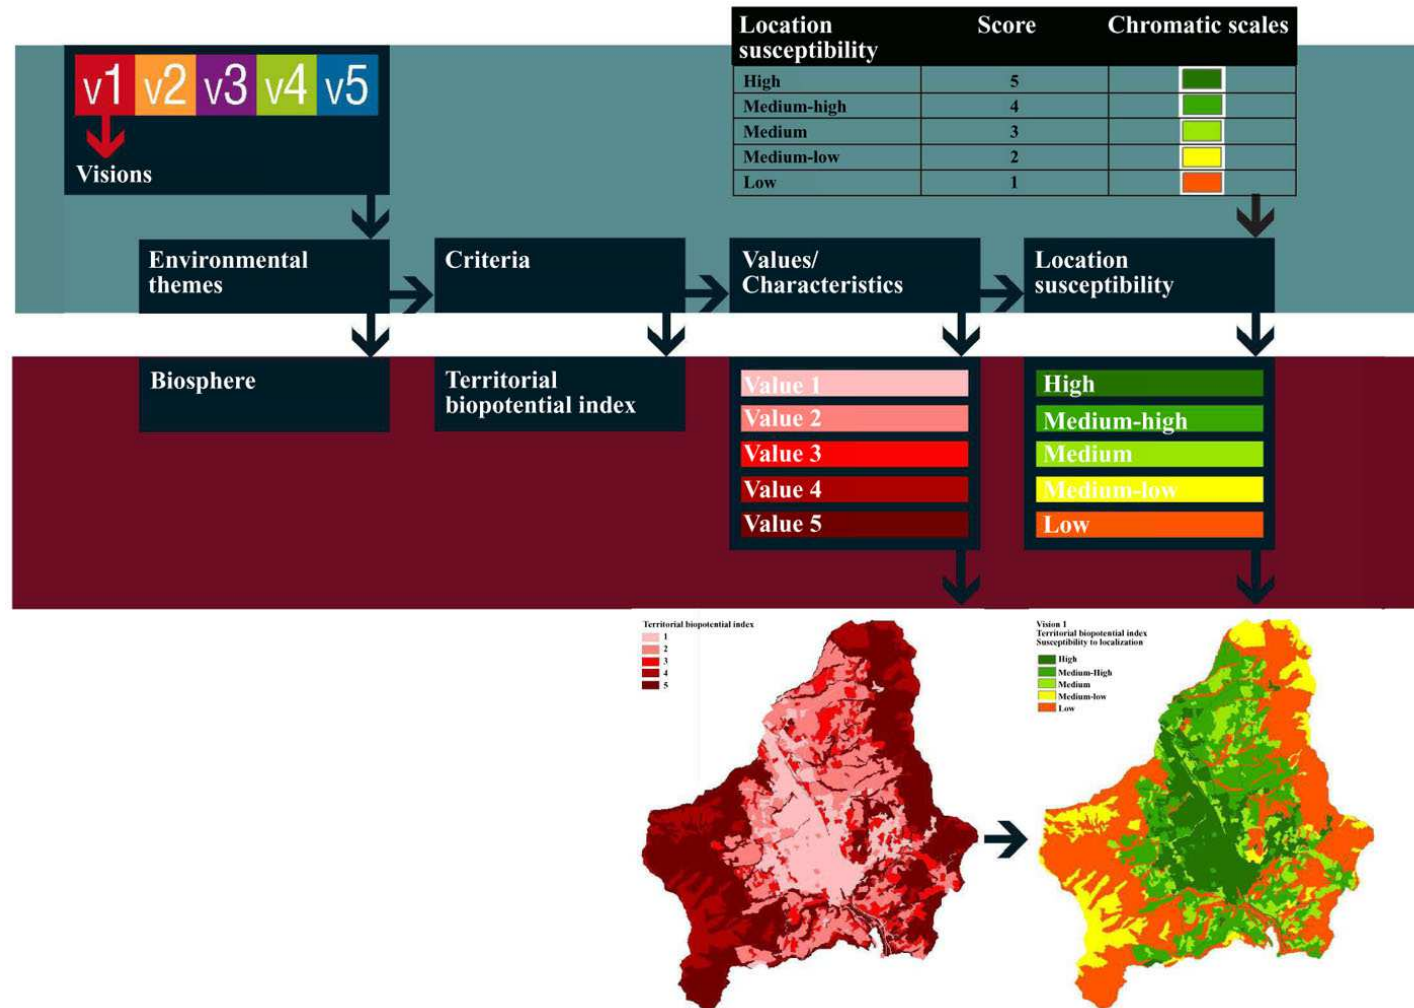 v1 v2 v3 v4 v5
Visions
Location susceptibility Score Chromatic scales
High 5
Medium-high 4
Medium 3
Medium-low 2
Low 1
Environmental
themes
Criteria
Values/
Characteristics
Location
susceptibility
Biosphere
Territorial
biopotential index
Value 1
Value 2
Value 3
Value 4
Value 5
High
Medium-high
Medium
Medium-low
Low
Territorial biopotential index
1
2
3
4
5
Vision 1
Territorial biopotential index
Susceptibility to localization
High
Medium-High
Medium
Medium-low
Low